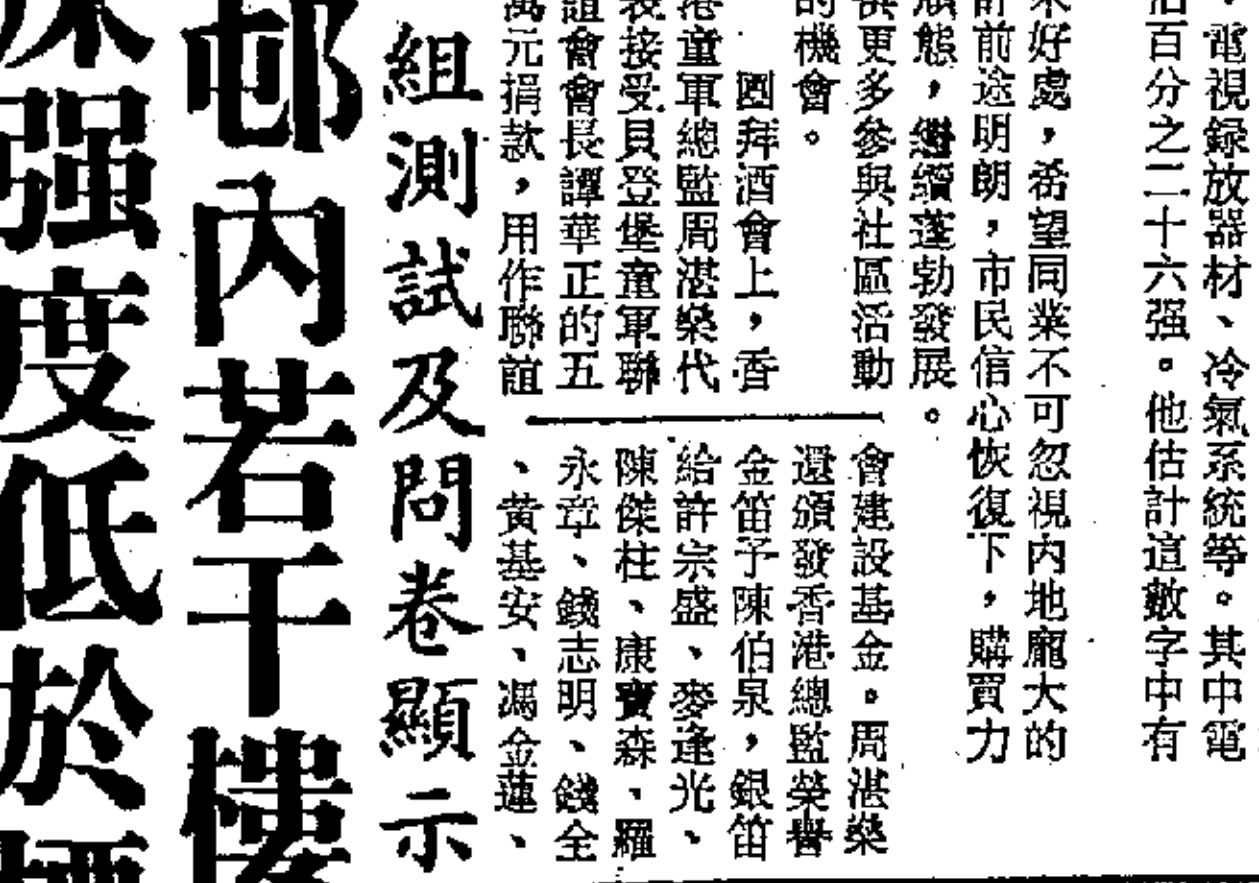 、電視録放器材、冷氣系統等。其中電
佔百分之二十六强。他估計這數字中有
來好處，希望同業不可忽視内地龐大的
計前途明朗，市民信心恢復下，購買力
態，繼續蓬勃發展。
更多參與社區活動
的機會。
團拜酒會上，香
港童軍總監周湛燊代
表接受貝登堡童軍聯
誼會會長譚華正的五
萬元捐款，用作聯誼
會建設基金。周湛燊
還頒發香港總監榮譽
金笛予陳伯泉，銀笛
給許宗盛、麥逢光、
陳傑柱、康寶森、羅
永章、錢志明、錢全
、黄基安、馮金蓮、
組測試及問卷顯示
邨内若干樓
强度低於